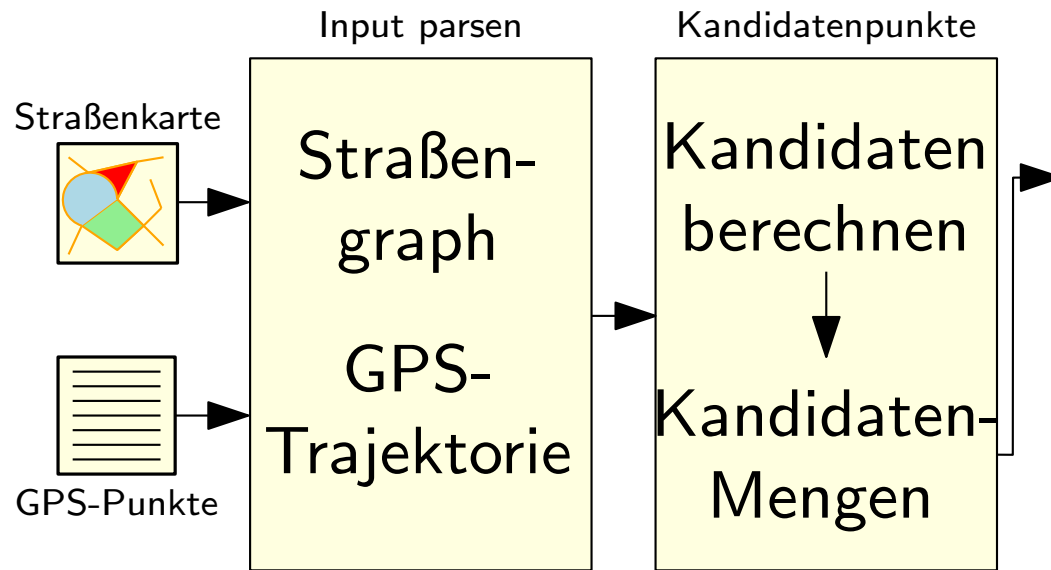 Input parsen
Kandidatenpunkte
Straßenkarte
Straßen-
graph
GPS-
Trajektorie
GPS-Punkte
Kandidaten
berechnen
Kandidaten-
Mengen